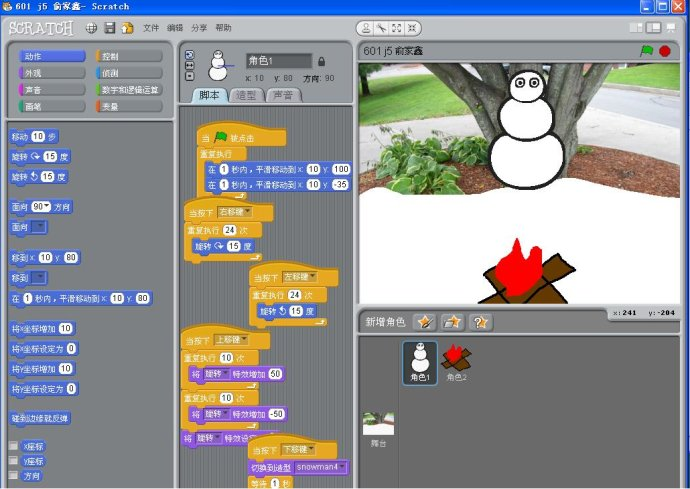 601 j5 俞家鑫- Scratch
SCRATCH
文件 编辑 分享 帮助
动作 控制
外观 侦测
声音 数字和逻辑运算
画笔 变量
移动 10 步
旋转 15 度
旋转 15 度
面向 90 方向
面向
移到 x: 10 y: 80
移到
在 1 秒内，平滑移动到 x: 10 y: 80
将x坐标增加 10
将x坐标设定为 0
将y坐标增加 10
将y坐标设定为 0
碰到边缘就反弹
x座标
y座标
方向
角色1
x: 10 y: 80 方向: 90
脚本 造型 声音
当 被点击
重复执行
在 1 秒内，平滑移动到 x: 10 y: 100
在 1 秒内，平滑移动到 x: 10 y: -35
当按下 右移键
重复执行 24 次
旋转 15 度
当按下 左移键
重复执行 24 次
旋转 15 度
当按下 上移键
重复执行 10 次
将 旋转 特效增加 50
重复执行 10 次
将 旋转 特效增加 -50
将 旋转 特效设定
当按下 下移键
切换到造型 snowman4
等待 1 秒
601 j5 俞家鑫
x: 241 y: -204
新增角色
角色1 角色2
舞台